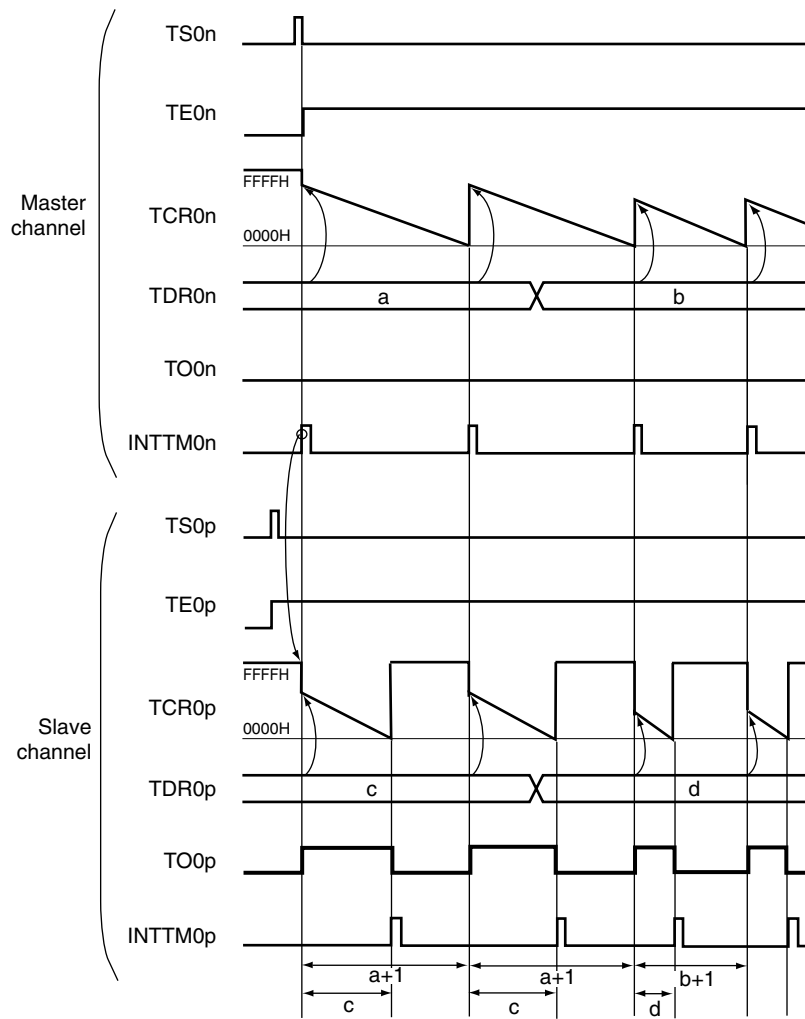 TS0n
TE0n
FFFFH
Master
channel
TCR0n
0000H
TDR0n
a
b
TO0n
INTTM0n
TS0p
TE0p
FFFFH
TCR0p
Slave
channel
0000H
TDR0p
c
d
TO0p
INTTM0p
a+1
a+1
b+1
c
c
d